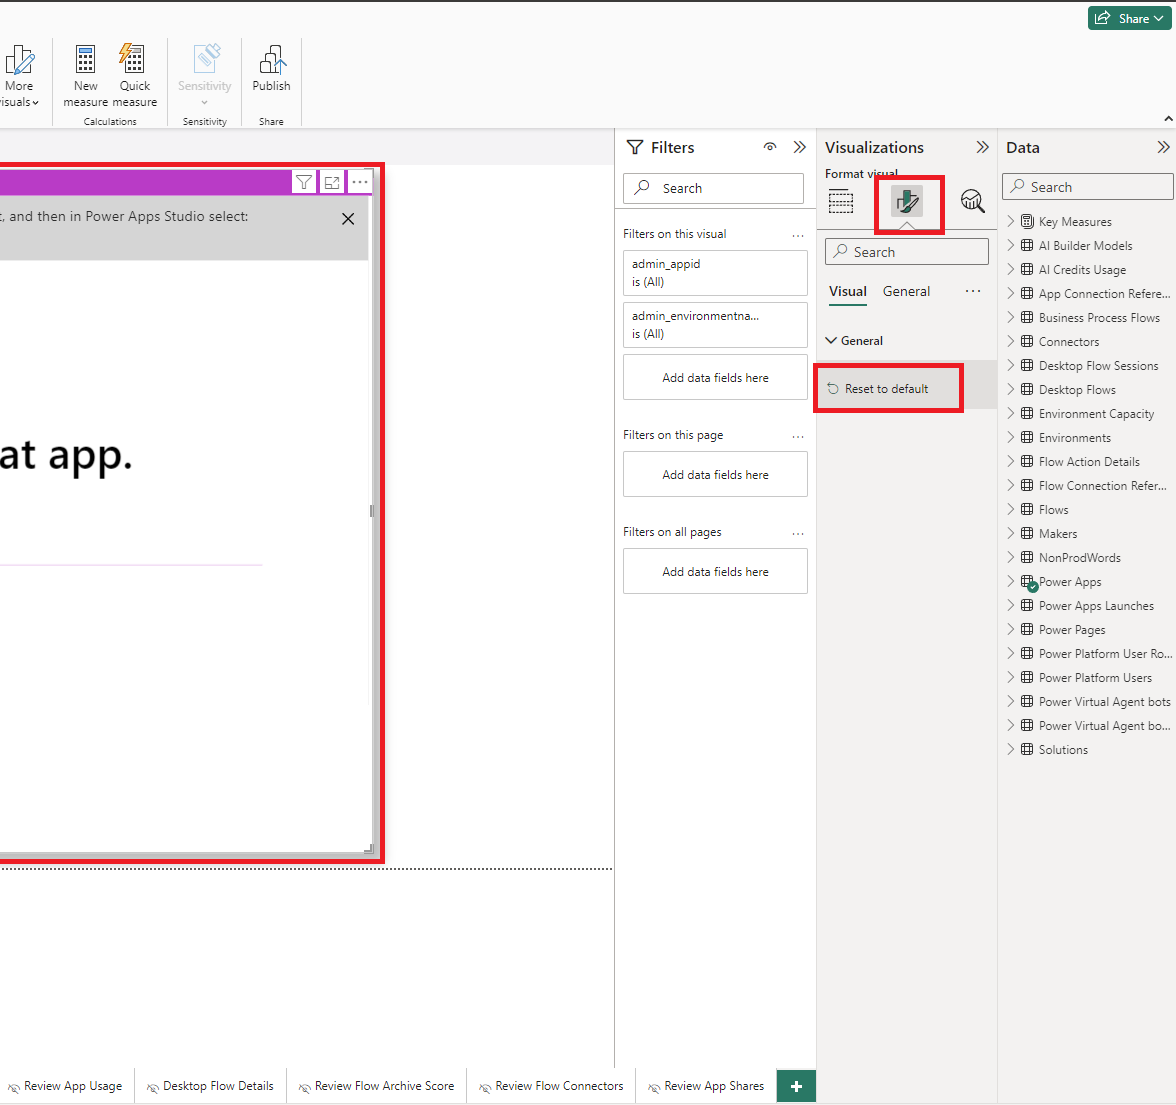 Share
More
visuals
New
measure
Quick
measure
Calculations
Sensitivity
Sensitivity
Publish
Share
, and then in Power Apps Studio select:
at app.
Filters
Search
Filters on this visual
...
admin_appid
is (All)
admin_environmentna...
is (All)
Add data fields here
Filters on this page
...
Add data fields here
Filters on all pages
...
Add data fields here
Visualizations
Format visual
Search
Visual
General
...
General
Reset to default
Data
Search
Key Measures
AI Builder Models
AI Credits Usage
App Connection Refere...
Business Process Flows
Connectors
Desktop Flow Sessions
Desktop Flows
Environment Capacity
Environments
Flow Action Details
Flow Connection Refer...
Flows
Makers
NonProdWords
Power Apps
Power Apps Launches
Power Pages
Power Platform User Ro...
Power Platform Users
Power Virtual Agent bots
Power Virtual Agent bo...
Solutions
Review App Usage
Desktop Flow Details
Review Flow Archive Score
Review Flow Connectors
Review App Shares